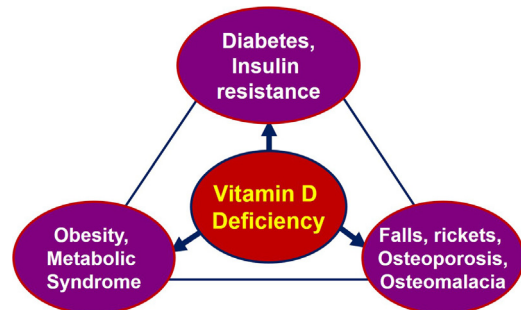 Diabetes,
Insulin
resistance
Vitamin D
Deficiency
Obesity,
Metabolic
Syndrome
Falls, rickets,
Osteoporosis,
Osteomalacia